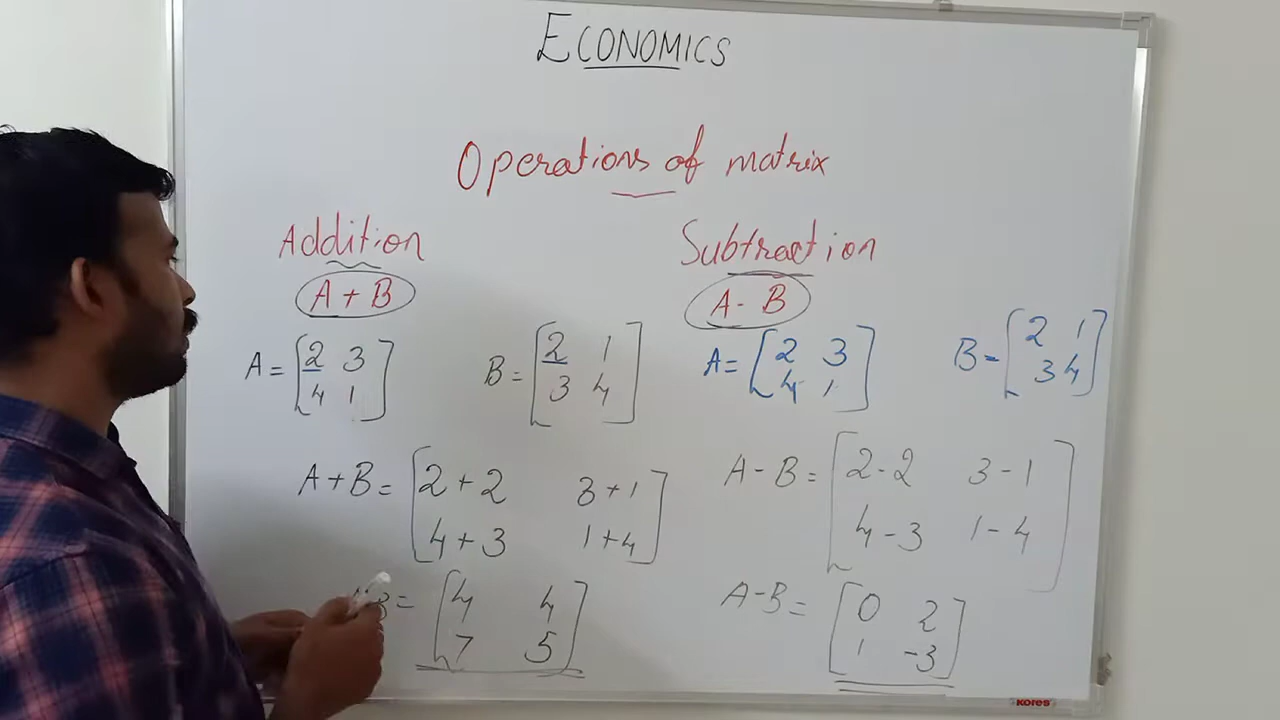 ECONOMICS
Operations of matrix
Addition
A + B
A = [2 3
4 1]
B = [2 1
3 4]
A + B = [2 + 2 3 + 1
4 + 3 1 + 4]
B = [4 4
7 5]
Subtraction
A - B
A = [2 3
4 1]
B = [2 1
3 4]
A - B = [2 - 2 3 - 1
4 - 3 1 - 4]
A - B = [0 2
1 -3]
KORES